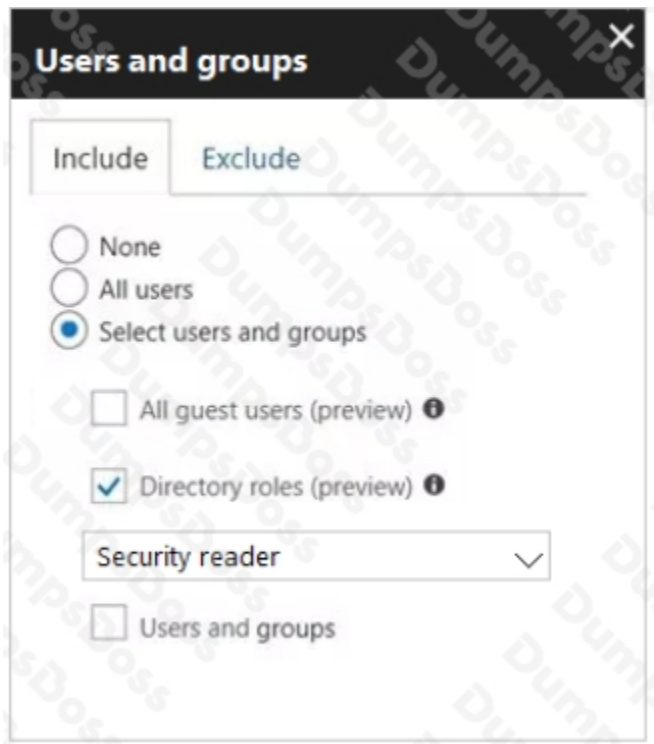 Users and groups
Include Exclude
None
All users
Select users and groups
All guest users (preview)
Directory roles (preview)
Security reader
Users and groups
DumpsDoss